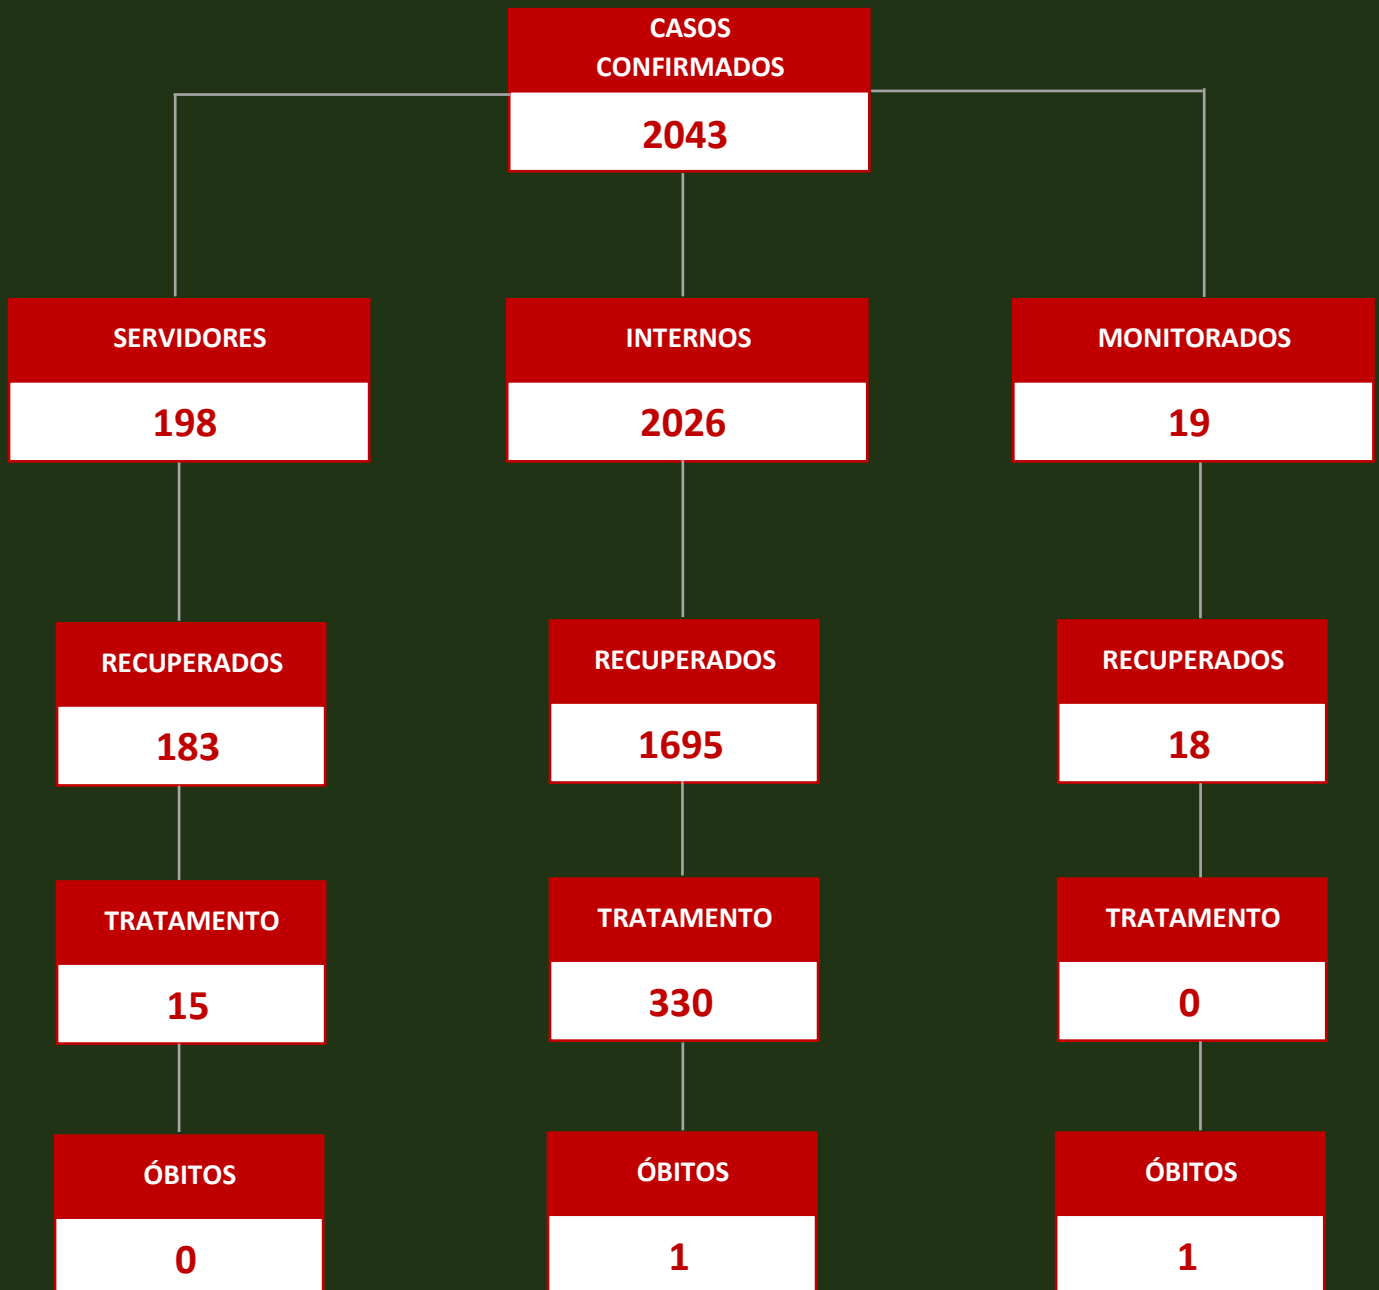 CASOS
CONFIRMADOS
2043
SERVIDORES
INTERNOS
MONITORADOS
198
2026
19
RECUPERADOS
RECUPERADOS
RECUPERADOS
183
1695
18
TRATAMENTO
TRATAMENTO
TRATAMENTO
15
330
0
ÓBITOS
ÓBITOS
ÓBITOS
0
1
1